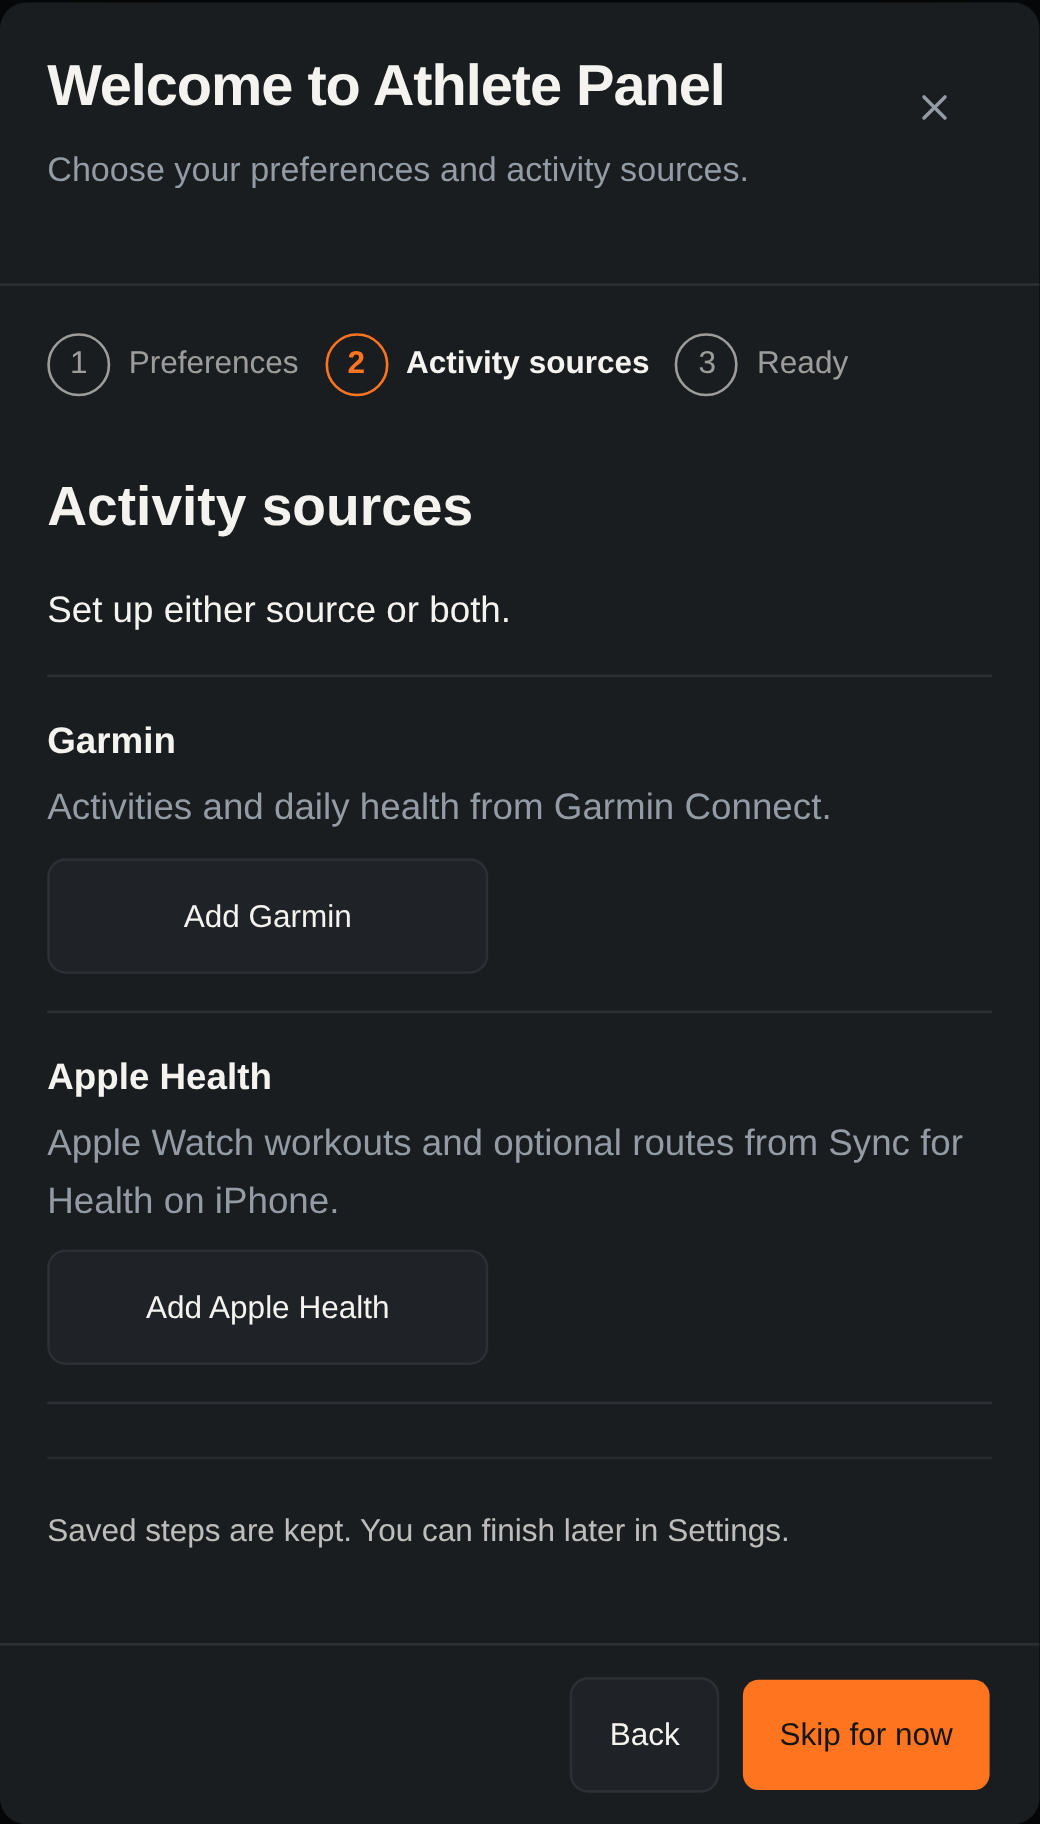 Welcome to Athlete Panel
Choose your preferences and activity sources.
1 Preferences 2 Activity sources 3 Ready
Activity sources
Set up either source or both.
Garmin
Activities and daily health from Garmin Connect.
Add Garmin
Apple Health
Apple Watch workouts and optional routes from Sync for
Health on iPhone.
Add Apple Health
Saved steps are kept. You can finish later in Settings.
Back Skip for now